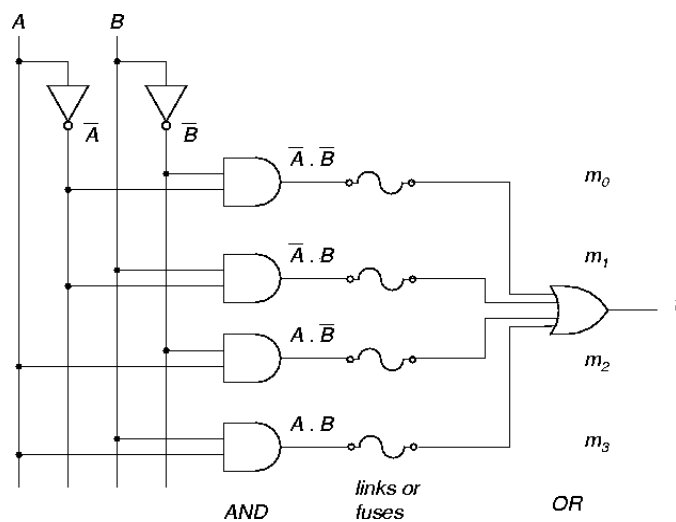 A B
A̅ B̅
A̅ . B̅ m₀
A̅ . B m₁
A . B̅ m₂
A . B m₃
AND links or OR
fuses